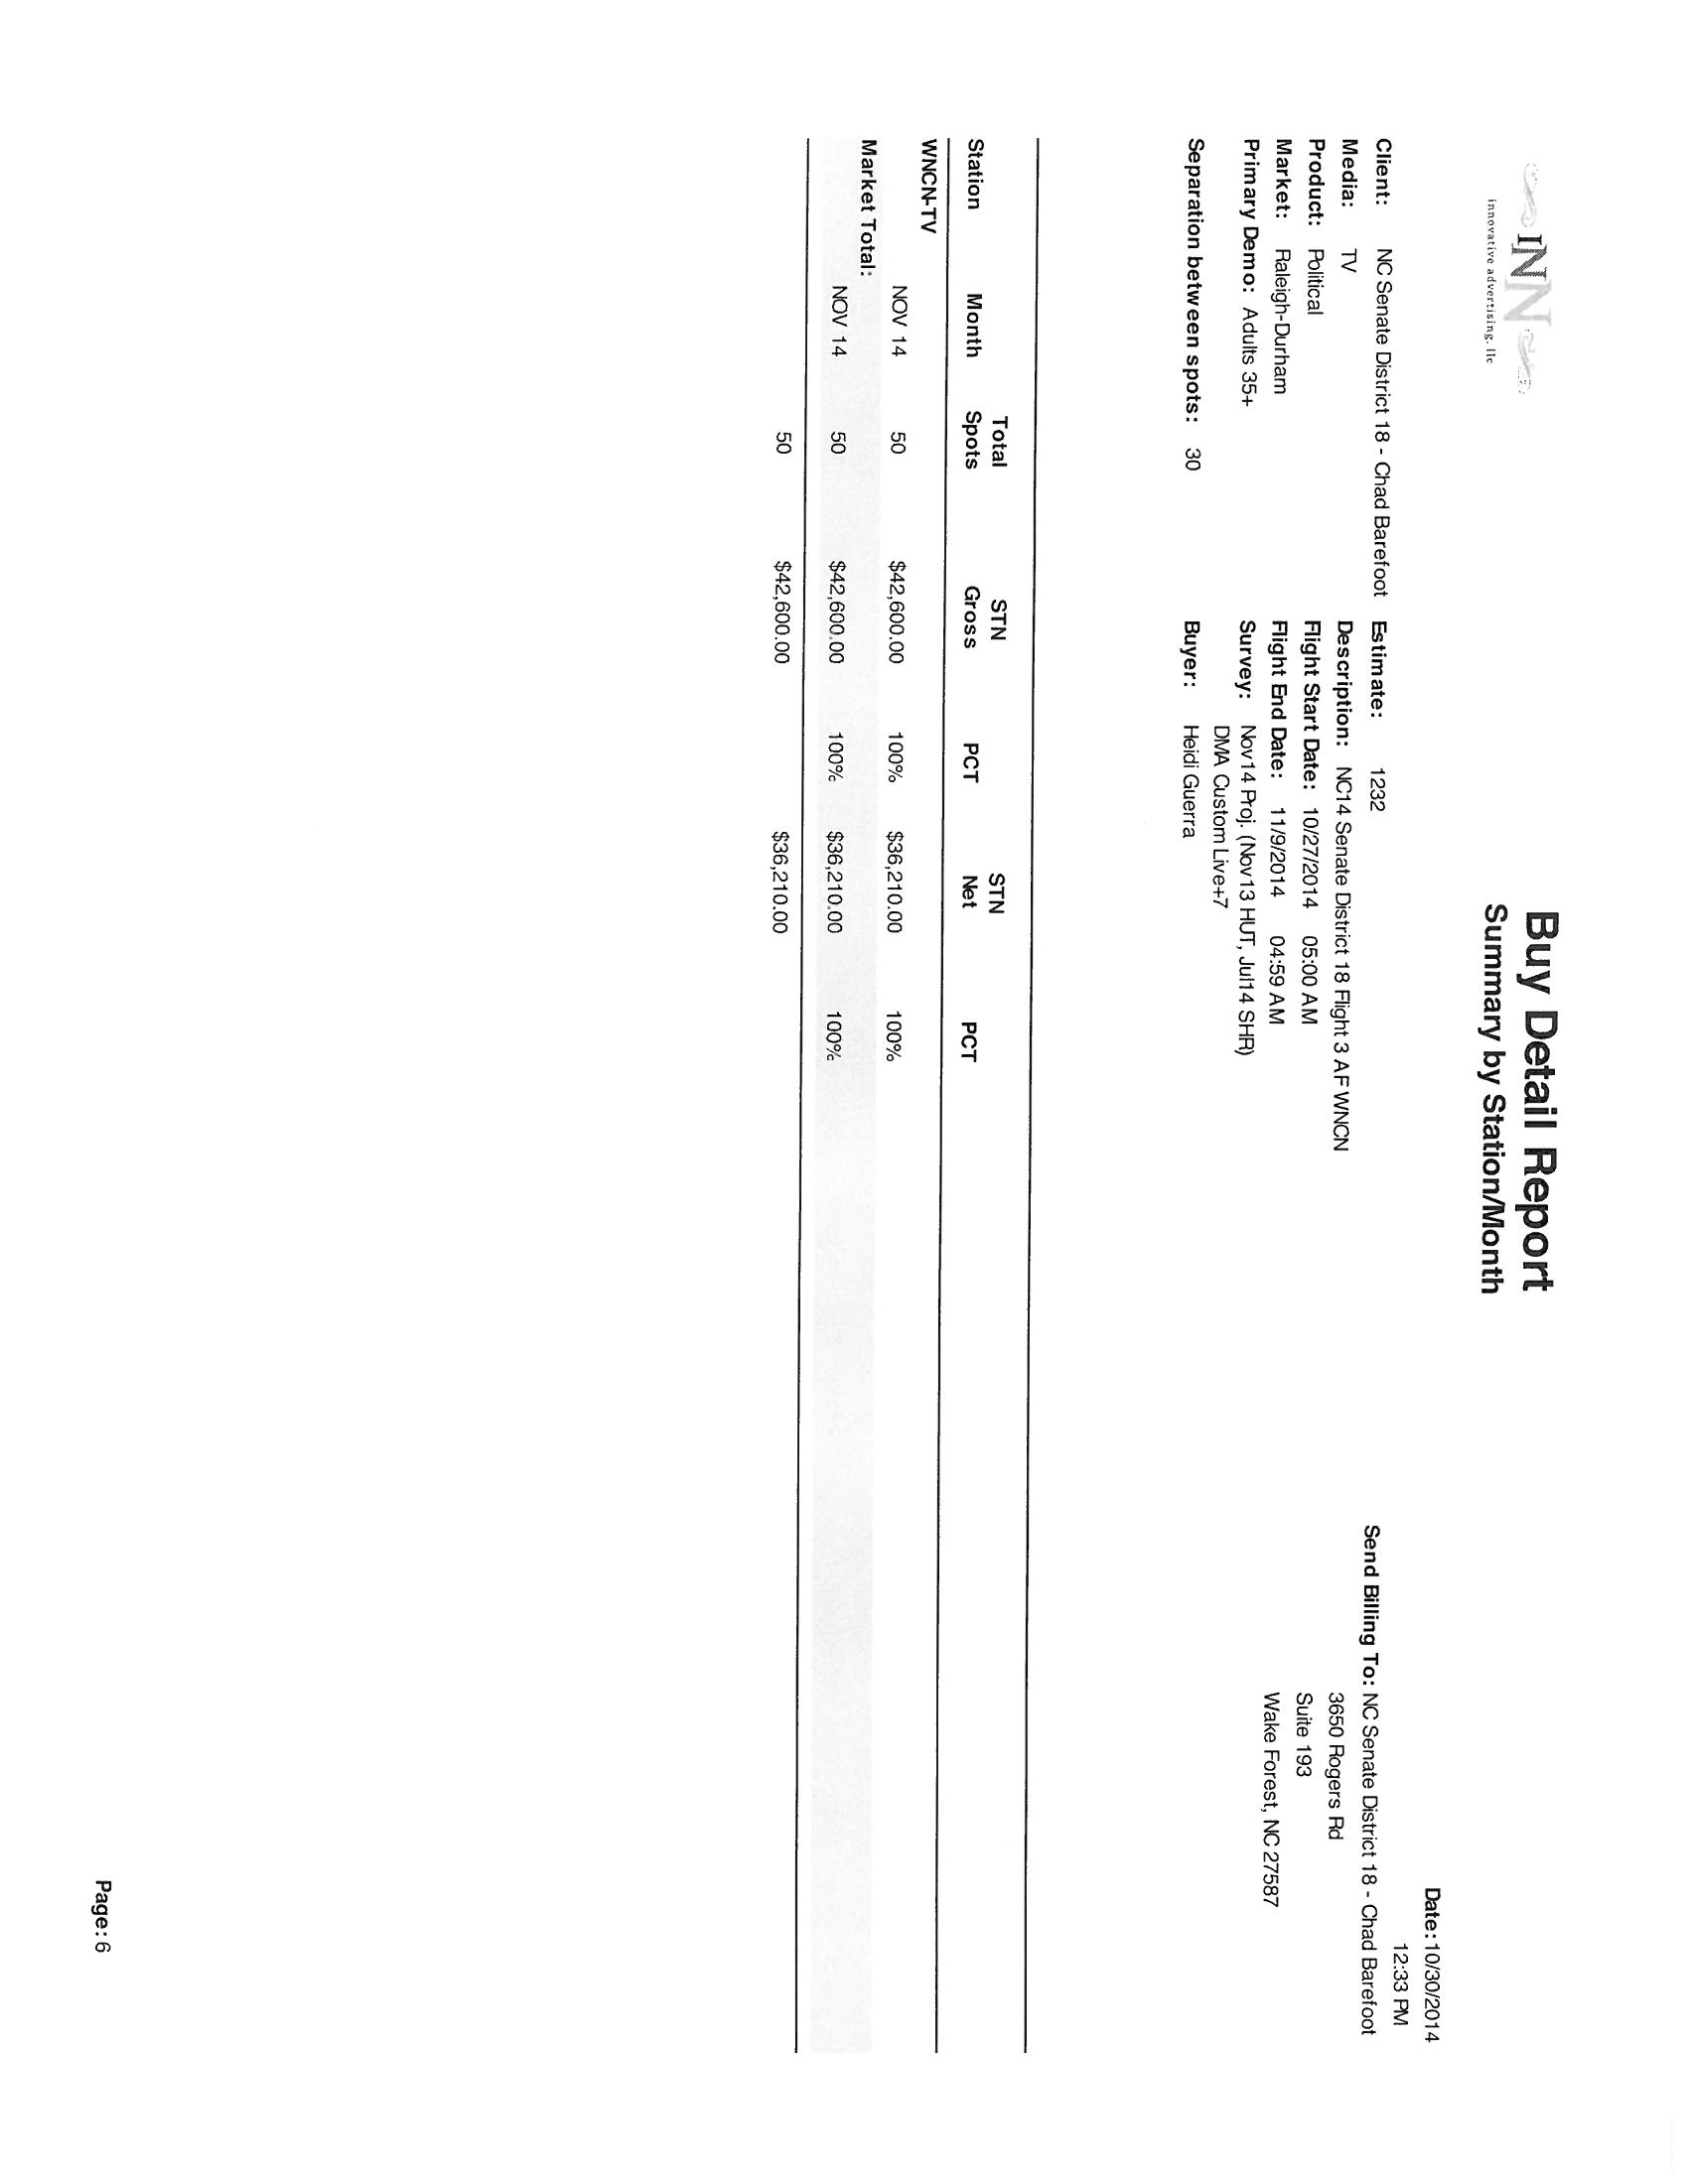 INN
innovative advertising, llc
Buy Detail Report
Summary by Station/Month
Date: 10/30/2014
12:33 PM
Client: NC Senate District 18 - Chad Barefoot
Media: TV
Product: Political
Market: Raleigh-Durham
Primary Demo: Adults 35+
Separation between spots: 30
Estimate: 1232
Description: NC14 Senate District 18 Flight 3 AF WNCN
Flight Start Date: 10/27/2014 05:00 AM
Flight End Date: 11/9/2014 04:59 AM
Survey: Nov14 Proj. (Nov13 HUT, Jul14 SHR)
DMA Custom Live+7
Buyer: Heidi Guerra
Send Billing To: NC Senate District 18 - Chad Barefoot
3650 Rogers Rd
Suite 193
Wake Forest, NC 27587
Total STN STN
Station Month Spots Gross PCT Net PCT
WNCN-TV
NOV 14 50 $42,600.00 100% $36,210.00 100%
Market Total:
NOV 14 50 $42,600.00 100% $36,210.00 100%
50 $42,600.00 $36,210.00
Page: 6